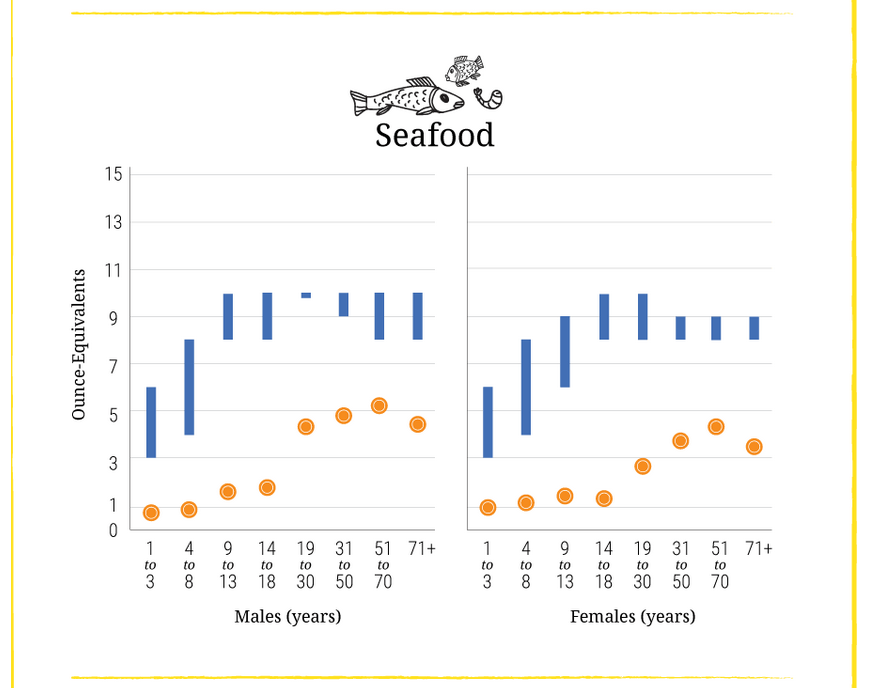 Seafood
Ounce-Equivalents
15
13
11
9
7
5
3
1
0
1 to 3
4 to 8
9 to 13
14 to 18
19 to 30
31 to 50
51 to 70
71+
Males (years)
1 to 3
4 to 8
9 to 13
14 to 18
19 to 30
31 to 50
51 to 70
71+
Females (years)